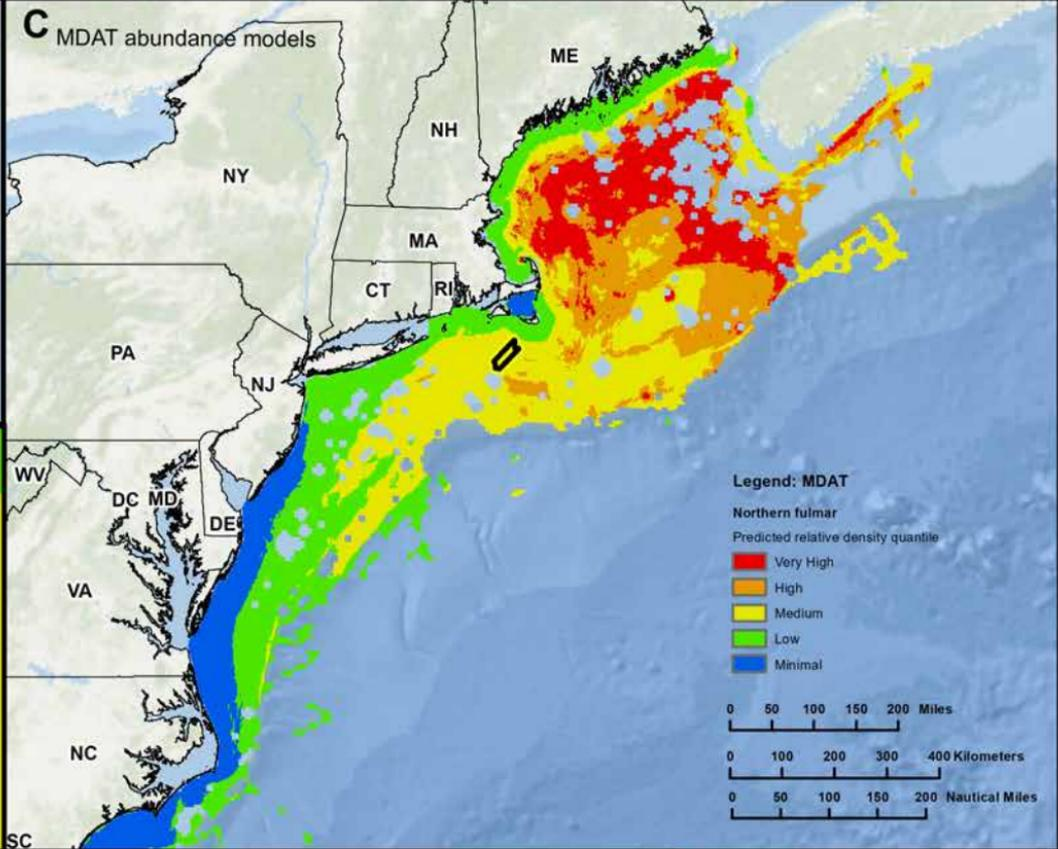 C MDAT abundance models
ME
NH
NY
MA
CT
RI
PA
NJ
WV
DC
MD
DE
VA
NC
SC
Legend: MDAT
Northern fulmar
Predicted relative density quantile
Very High
High
Medium
Low
Minimal
0 50 100 150 200 Miles
0 100 200 300 400 Kilometers
0 50 100 150 200 Nautical Miles